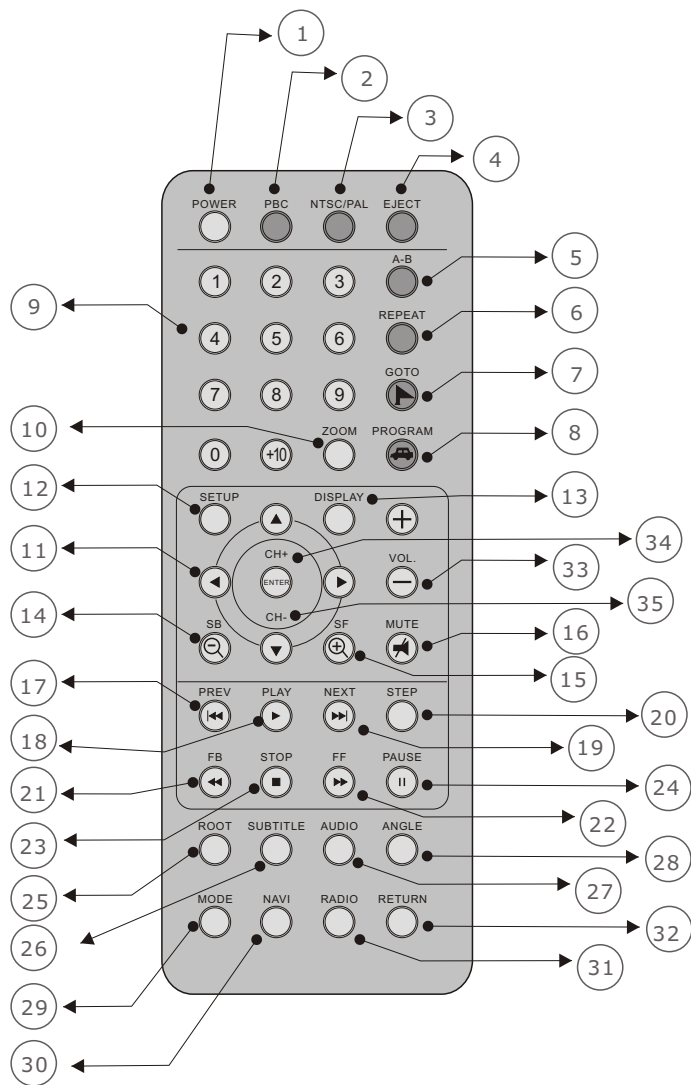 1
2
3
4
POWER PBC NTSC/PAL EJECT
A-B
5
1 2 3
9
REPEAT
6
4 5 6
GOTO
7
7 8 9
10
ZOOM PROGRAM
8
0 +10
12
SETUP DISPLAY
13
+
CH+
34
11
ENTER
VOL.
33
CH-
35
14
SB SF MUTE
16
15
17
PREV PLAY NEXT STEP
20
18
19
FB STOP FF PAUSE
21
24
23
22
ROOT SUBTITLE AUDIO ANGLE
28
25
27
26
MODE NAVI RADIO RETURN
32
31
29
30